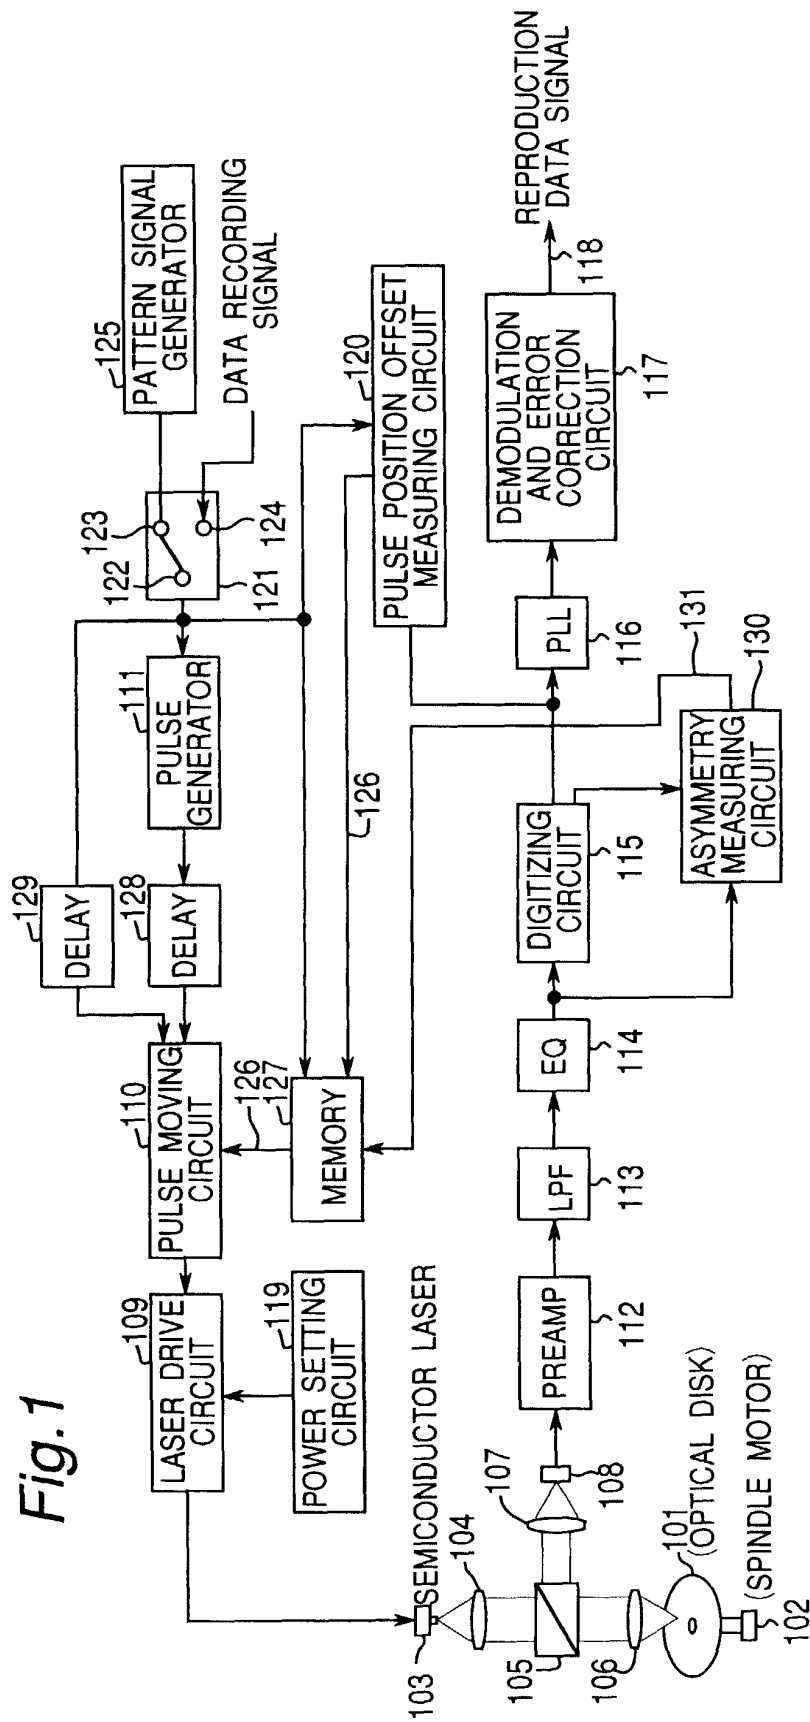 Fig.1
125
PATTERN SIGNAL
GENERATOR
DATA RECORDING
SIGNAL
123
122
124
121
129
DELAY
111
PULSE
GENERATOR
128
DELAY
110
PULSE MOVING
CIRCUIT
109
LASER DRIVE
CIRCUIT
119
POWER SETTING
CIRCUIT
126
127
MEMORY
126
120
PULSE POSITION OFFSET
MEASURING CIRCUIT
103
SEMICONDUCTOR LASER
104
105
106
107
108
101
(OPTICAL DISK)
102
(SPINDLE MOTOR)
PREAMP
112
LPF
113
EQ
114
DIGITIZING
CIRCUIT
115
PLL
116
DEMODULATION
AND ERROR
CORRECTION
CIRCUIT
117
118
REPRODUCTION
DATA SIGNAL
ASYMMETRY
MEASURING
CIRCUIT
130
131